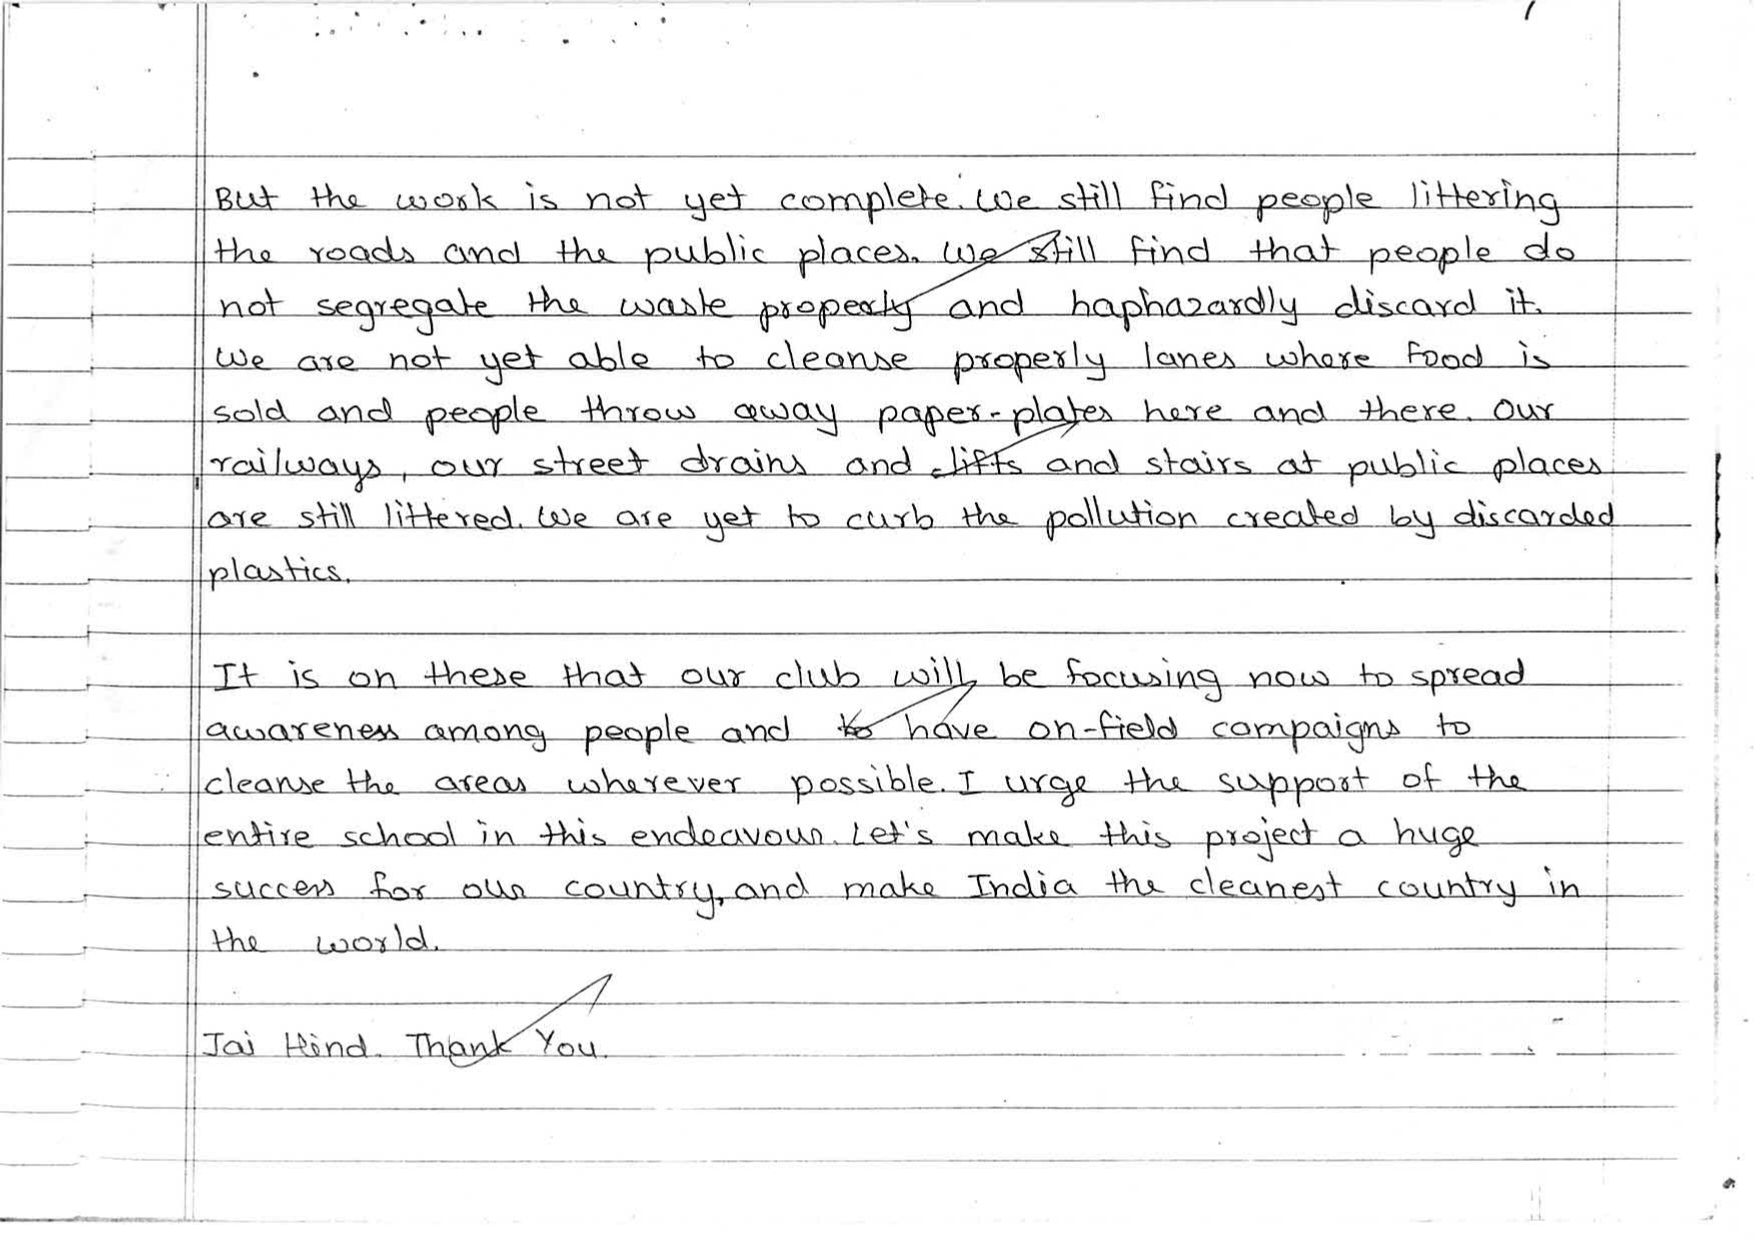 But the work is not yet complete. We still find people littering
the roads and the public places. We still find that people do
not segregate the waste properly and haphazardly discard it.
We are not yet able to cleanse properly lanes where food is
sold and people throw away paper-plates here and there. Our
railways, our street drains and lifts and stairs at public places
are still littered. We are yet to curb the pollution created by discarded
plastics.
It is on these that our club will be focusing now to spread
awareness among people and to have on-field campaigns to
cleanse the areas wherever possible. I urge the support of the
entire school in this endeavour. Let's make this project a huge
success for our country, and make India the cleanest country in
the world.
Jai Hind. Thank You.